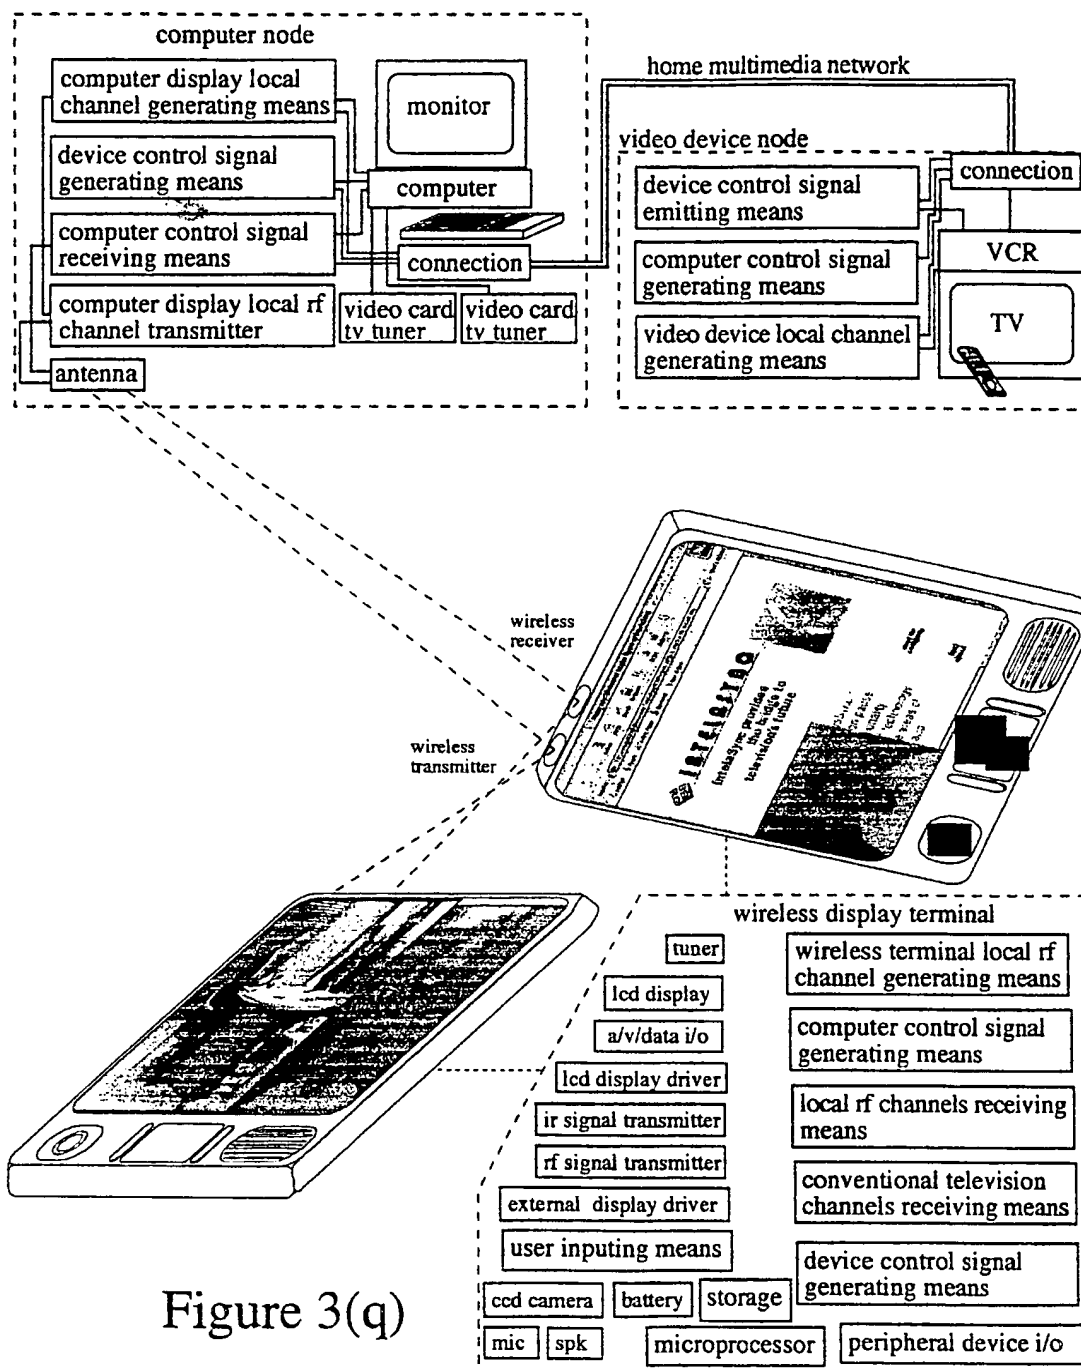 computer node
computer display local
channel generating means
monitor
device control signal
generating means
computer
computer control signal
receiving means
connection
computer display local rf
channel transmitter
video card
tv tuner
video card
tv tuner
antenna
home multimedia network
video device node
connection
device control signal
emitting means
VCR
computer control signal
generating means
TV
video device local channel
generating means
wireless
receiver
wireless
transmitter
IntelaSync provides
the bridge to
television's future
wireless display terminal
tuner
lcd display
a/v/data i/o
lcd display driver
ir signal transmitter
rf signal transmitter
external display driver
user inputing means
ccd camera
battery
storage
mic
spk
microprocessor
wireless terminal local rf
channel generating means
computer control signal
generating means
local rf channels receiving
means
conventional television
channels receiving means
device control signal
generating means
peripheral device i/o
Figure 3(q)